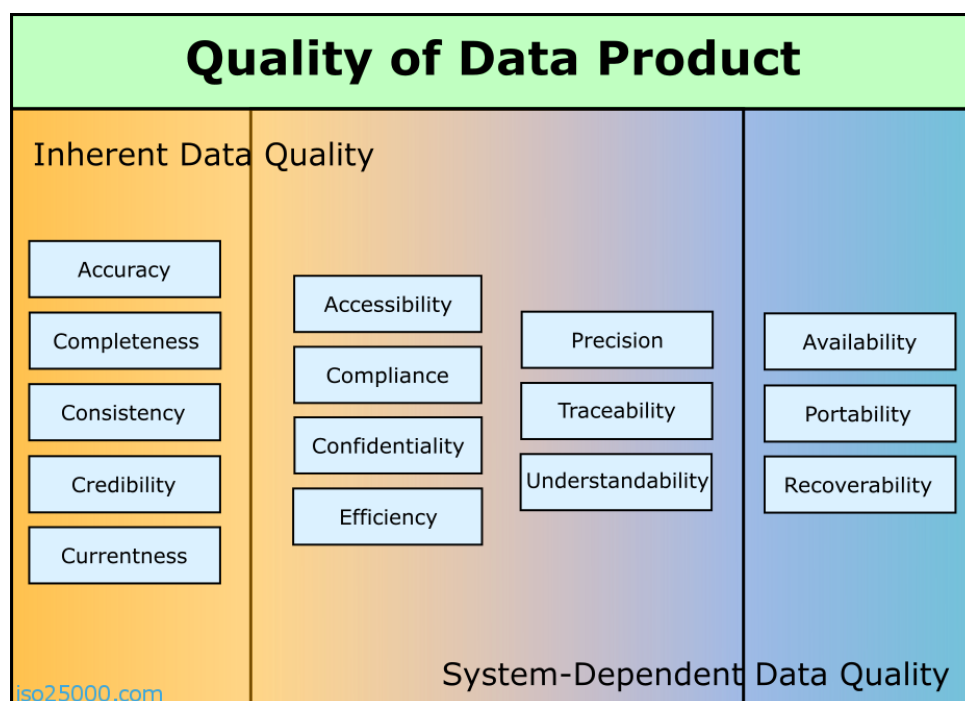 Quality of Data Product
Inherent Data Quality
Accuracy
Completeness
Consistency
Credibility
Currentness
Accessibility
Compliance
Confidentiality
Efficiency
Precision
Traceability
Understandability
Availability
Portability
Recoverability
System-Dependent Data Quality
iso25000.com